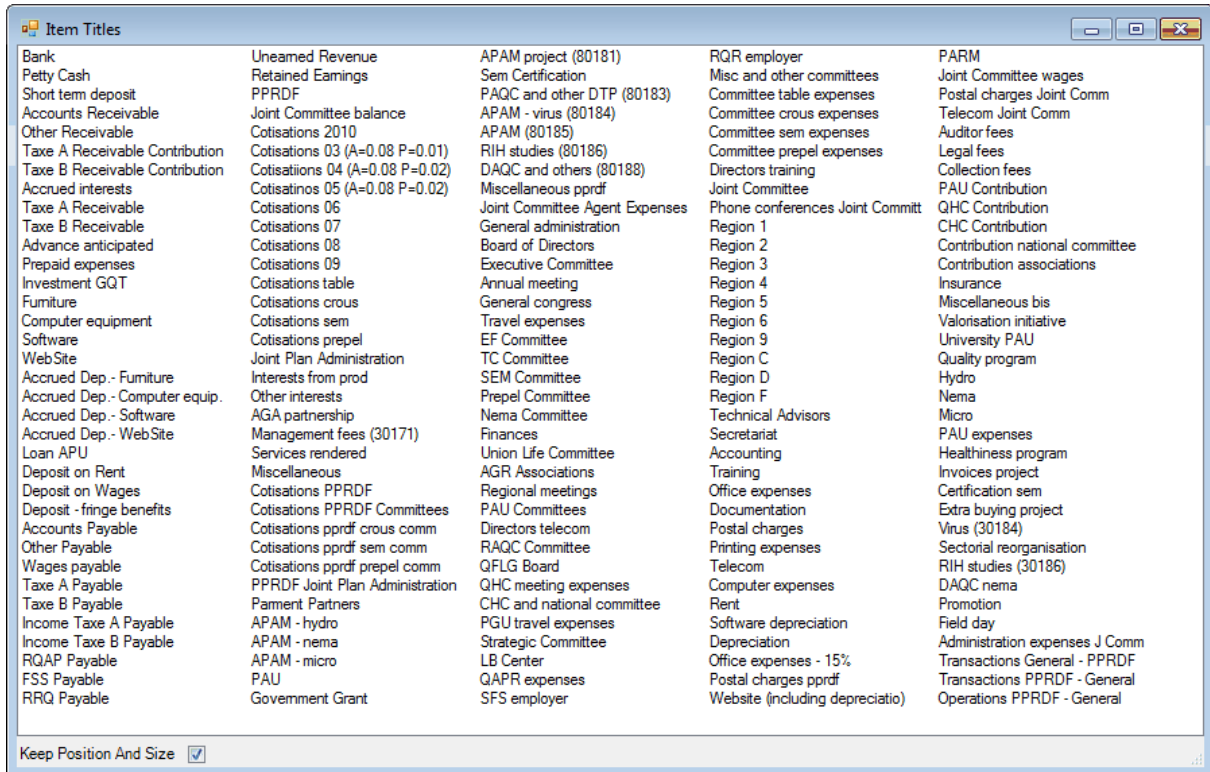 Item Titles
Bank
Petty Cash
Short term deposit
Accounts Receivable
Other Receivable
Taxe A Receivable Contribution
Taxe B Receivable Contribution
Accrued interests
Taxe A Receivable
Taxe B Receivable
Advance anticipated
Prepaid expenses
Investment GQT
Furniture
Computer equipment
Software
WebSite
Accrued Dep.- Furniture
Accrued Dep.- Computer equip.
Accrued Dep.- Software
Accrued Dep.- WebSite
Loan APU
Deposit on Rent
Deposit on Wages
Deposit - fringe benefits
Accounts Payable
Other Payable
Wages payable
Taxe A Payable
Taxe B Payable
Income Taxe A Payable
Income Taxe B Payable
RQAP Payable
FSS Payable
RRQ Payable
Unearned Revenue
Retained Earnings
PPRDF
Joint Committee balance
Cotisations 2010
Cotisations 03 (A=0.08 P=0.01)
Cotisatiions 04 (A=0.08 P=0.02)
Cotisatinos 05 (A=0.08 P=0.02)
Cotisations 06
Cotisations 07
Cotisations 08
Cotisations 09
Cotisations table
Cotisations crous
Cotisations sem
Cotisations prepel
Joint Plan Administration
Interests from prod
Other interests
AGA partnership
Management fees (30171)
Services rendered
Miscellaneous
Cotisations PPRDF
Cotisations PPRDF Committees
Cotisations pprdf crous comm
Cotisations pprdf sem comm
Cotisations pprdf prepel comm
PPRDF Joint Plan Administration
Parment Partners
APAM - hydro
APAM - nema
APAM - micro
PAU
Government Grant
APAM project (80181)
Sem Certification
PAQC and other DTP (80183)
APAM - virus (80184)
APAM (80185)
RIH studies (80186)
DAQC and others (80188)
Miscellaneous pprdf
Joint Committee Agent Expenses
General administration
Board of Directors
Executive Committee
Annual meeting
General congress
Travel expenses
EF Committee
TC Committee
SEM Committee
Prepel Committee
Nema Committee
Finances
Union Life Committee
AGR Associations
Regional meetings
PAU Committees
Directors telecom
RAQC Committee
QFLG Board
QHC meeting expenses
CHC and national committee
PGU travel expenses
Strategic Committee
LB Center
QAPR expenses
SFS employer
RQR employer
Misc and other committees
Committee table expenses
Committee crous expenses
Committee sem expenses
Committee prepel expenses
Directors training
Joint Committee
Phone conferences Joint Committ
Region 1
Region 2
Region 3
Region 4
Region 5
Region 6
Region 9
Region C
Region D
Region F
Technical Advisors
Secretariat
Accounting
Training
Office expenses
Documentation
Postal charges
Printing expenses
Telecom
Computer expenses
Rent
Software depreciation
Depreciation
Office expenses - 15%
Postal charges pprdf
Website (including depreciatio)
PARM
Joint Committee wages
Postal charges Joint Comm
Telecom Joint Comm
Auditor fees
Legal fees
Collection fees
PAU Contribution
QHC Contribution
CHC Contribution
Contribution national committee
Contribution associations
Insurance
Miscellaneous bis
Valorisation initiative
University PAU
Quality program
Hydro
Nema
Micro
PAU expenses
Healthiness program
Invoices project
Certification sem
Extra buying project
Virus (30184)
Sectorial reorganisation
RIH studies (30186)
DAQC nema
Promotion
Field day
Administration expenses J Comm
Transactions General - PPRDF
Transactions PPRDF - General
Operations PPRDF - General
Keep Position And Size